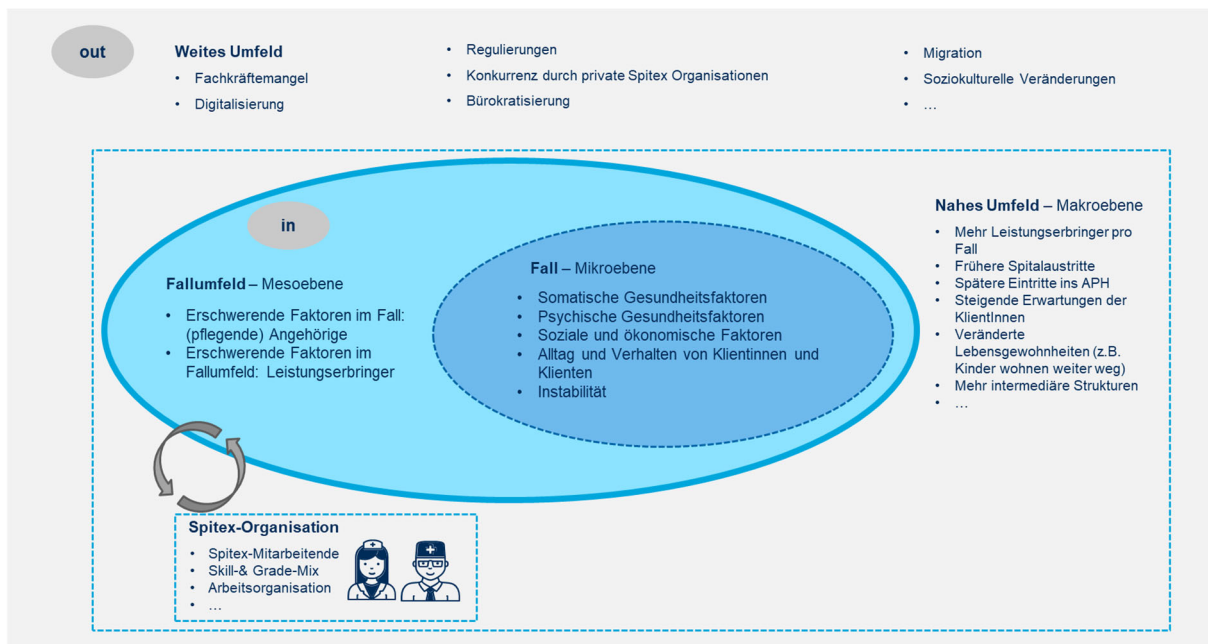 out
Weites Umfeld
• Fachkräftemangel
• Digitalisierung
• Regulierungen
• Konkurrenz durch private Spitex Organisationen
• Bürokratisierung
• Migration
• Soziokulturelle Veränderungen
• …
in
Fallumfeld – Mesoebene
• Erschwerende Faktoren im Fall:
(pflegende) Angehörige
• Erschwerende Faktoren im
Fallumfeld: Leistungserbringer
Fall – Mikroebene
• Somatische Gesundheitsfaktoren
• Psychische Gesundheitsfaktoren
• Soziale und ökonomische Faktoren
• Alltag und Verhalten von Klientinnen und
Klienten
• Instabilität
Nahes Umfeld – Makroebene
• Mehr Leistungserbringer pro
Fall
• Frühere Spitalaustritte
• Spätere Eintritte ins APH
• Steigende Erwartungen der
KlientInnen
• Veränderte
Lebensgewohnheiten (z.B.
Kinder wohnen weiter weg)
• Mehr intermediäre Strukturen
• …
Spitex-Organisation
• Spitex-Mitarbeitende
• Skill-& Grade-Mix
• Arbeitsorganisation
• …